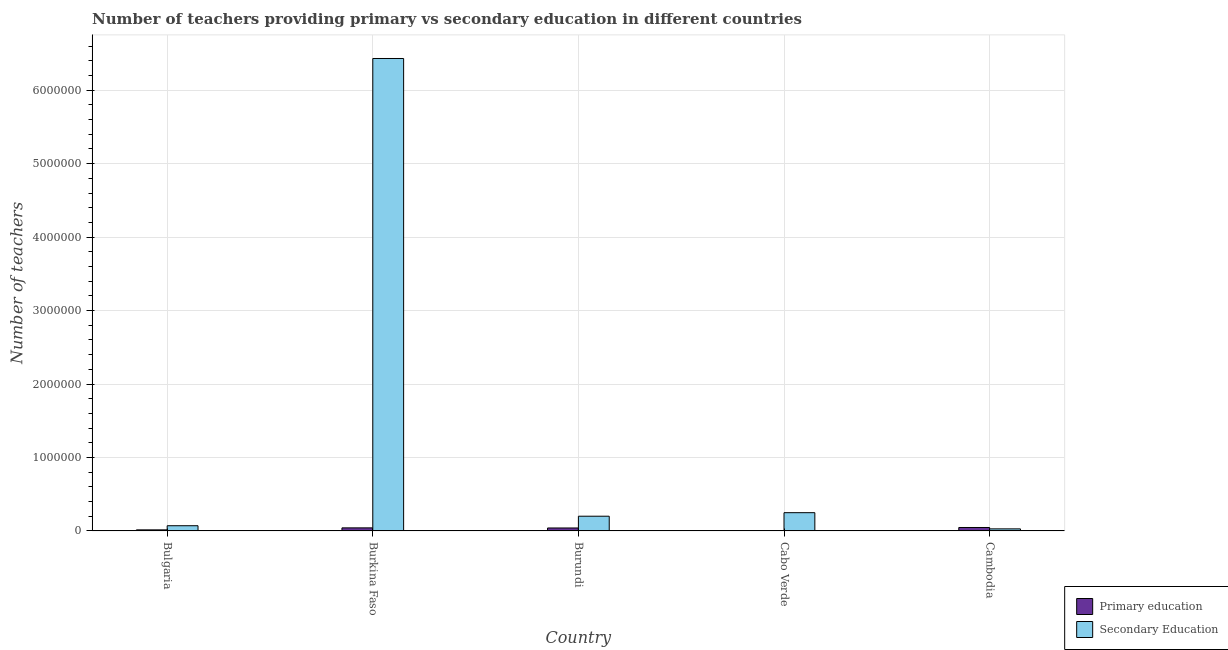 Number of teachers providing primary vs secondary education in different countries
Number of teachers
6000000
5000000
4000000
3000000
2000000
1000000
0
Bulgaria
Burkina Faso
Burundi
Cabo Verde
Cambodia
Country
Primary education
Secondary Education